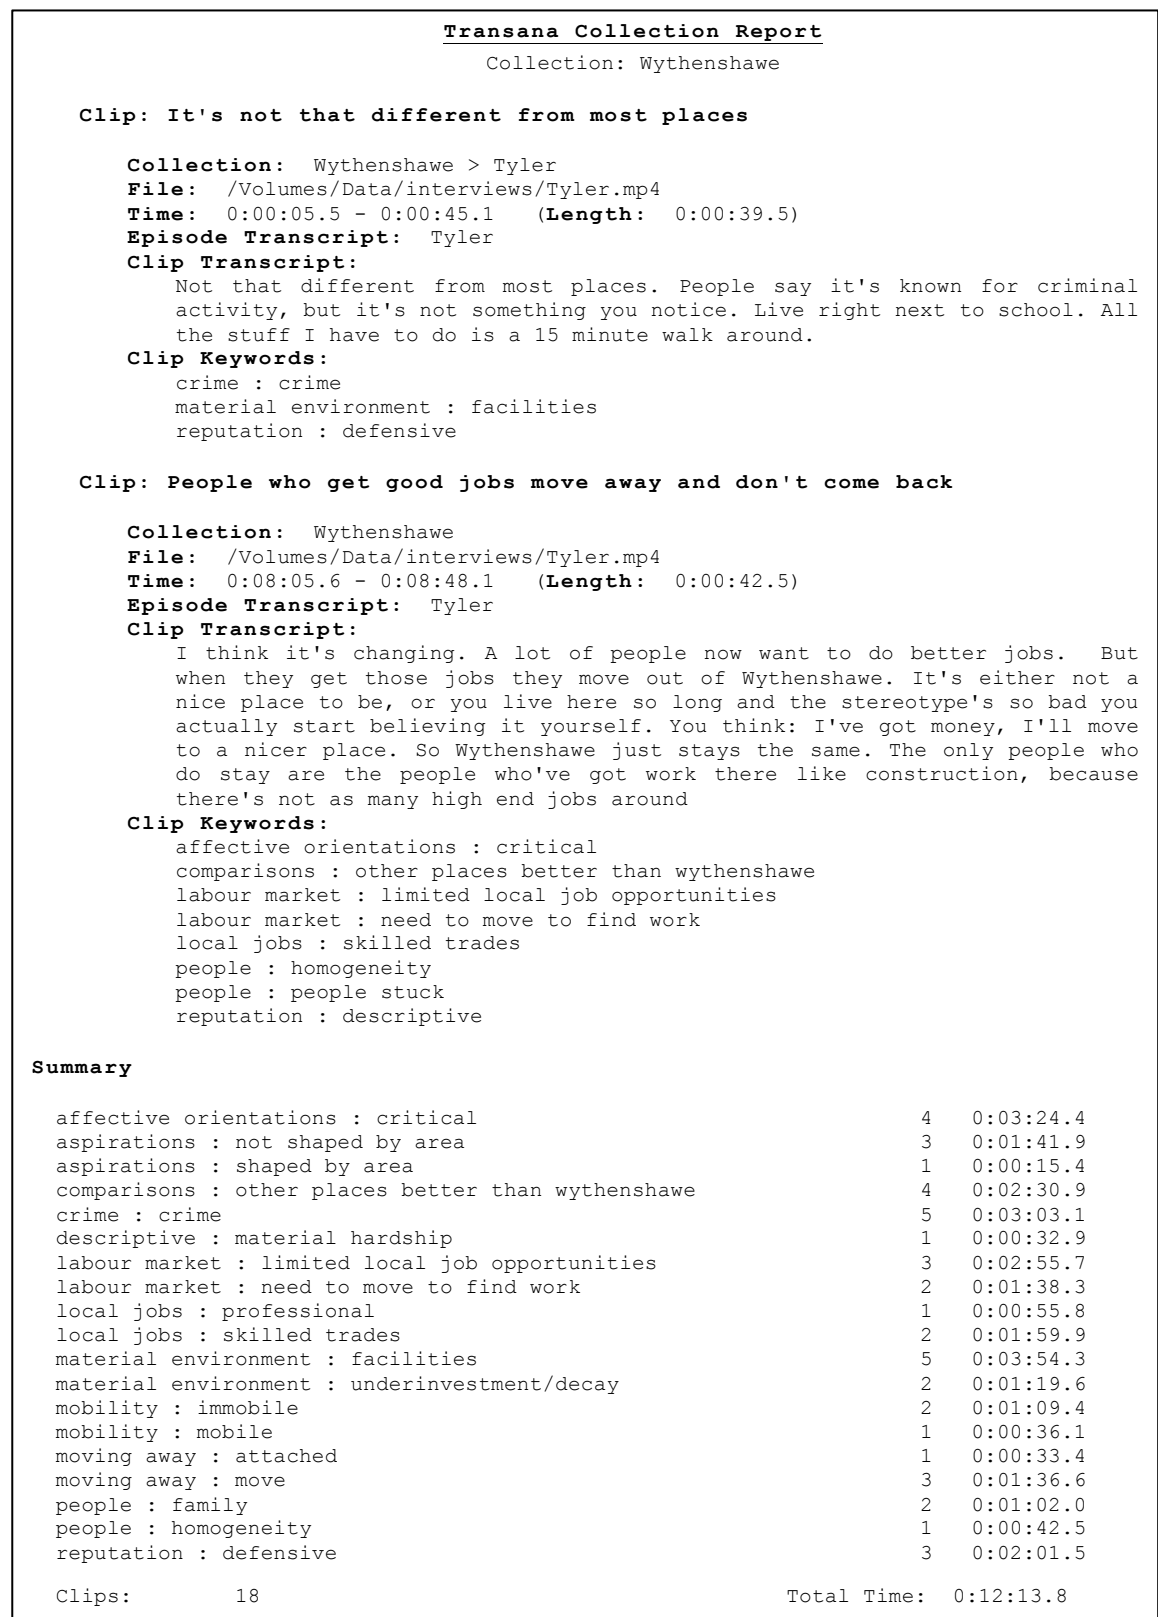 Transana Collection Report
Collection: Wythenshawe
Clip: It's not that different from most places
Collection: Wythenshawe > Tyler
File: /Volumes/Data/interviews/Tyler.mp4
Time: 0:00:05.5 - 0:00:45.1 (Length: 0:00:39.5)
Episode Transcript: Tyler
Clip Transcript:
Not that different from most places. People say it's known for criminal
activity, but it's not something you notice. Live right next to school. All
the stuff I have to do is a 15 minute walk around.
Clip Keywords:
crime : crime
material environment : facilities
reputation : defensive
Clip: People who get good jobs move away and don't come back
Collection: Wythenshawe
File: /Volumes/Data/interviews/Tyler.mp4
Time: 0:08:05.6 - 0:08:48.1 (Length: 0:00:42.5)
Episode Transcript: Tyler
Clip Transcript:
I think it's changing. A lot of people now want to do better jobs. But
when they get those jobs they move out of Wythenshawe. It's either not a
nice place to be, or you live here so long and the stereotype's so bad you
actually start believing it yourself. You think: I've got money, I'll move
to a nicer place. So Wythenshawe just stays the same. The only people who
do stay are the people who've got work there like construction, because
there's not as many high end jobs around
Clip Keywords:
affective orientations : critical
comparisons : other places better than wythenshawe
labour market : limited local job opportunities
labour market : need to move to find work
local jobs : skilled trades
people : homogeneity
people : people stuck
reputation : descriptive
Summary
affective orientations : critical 4 0:03:24.4
aspirations : not shaped by area 3 0:01:41.9
aspirations : shaped by area 1 0:00:15.4
comparisons : other places better than wythenshawe 4 0:02:30.9
crime : crime 5 0:03:03.1
descriptive : material hardship 1 0:00:32.9
labour market : limited local job opportunities 3 0:02:55.7
labour market : need to move to find work 2 0:01:38.3
local jobs : professional 1 0:00:55.8
local jobs : skilled trades 2 0:01:59.9
material environment : facilities 5 0:03:54.3
material environment : underinvestment/decay 2 0:01:19.6
mobility : immobile 2 0:01:09.4
mobility : mobile 1 0:00:36.1
moving away : attached 1 0:00:33.4
moving away : move 3 0:01:36.6
people : family 2 0:01:02.0
people : homogeneity 1 0:00:42.5
reputation : defensive 3 0:02:01.5
Clips: 18 Total Time: 0:12:13.8